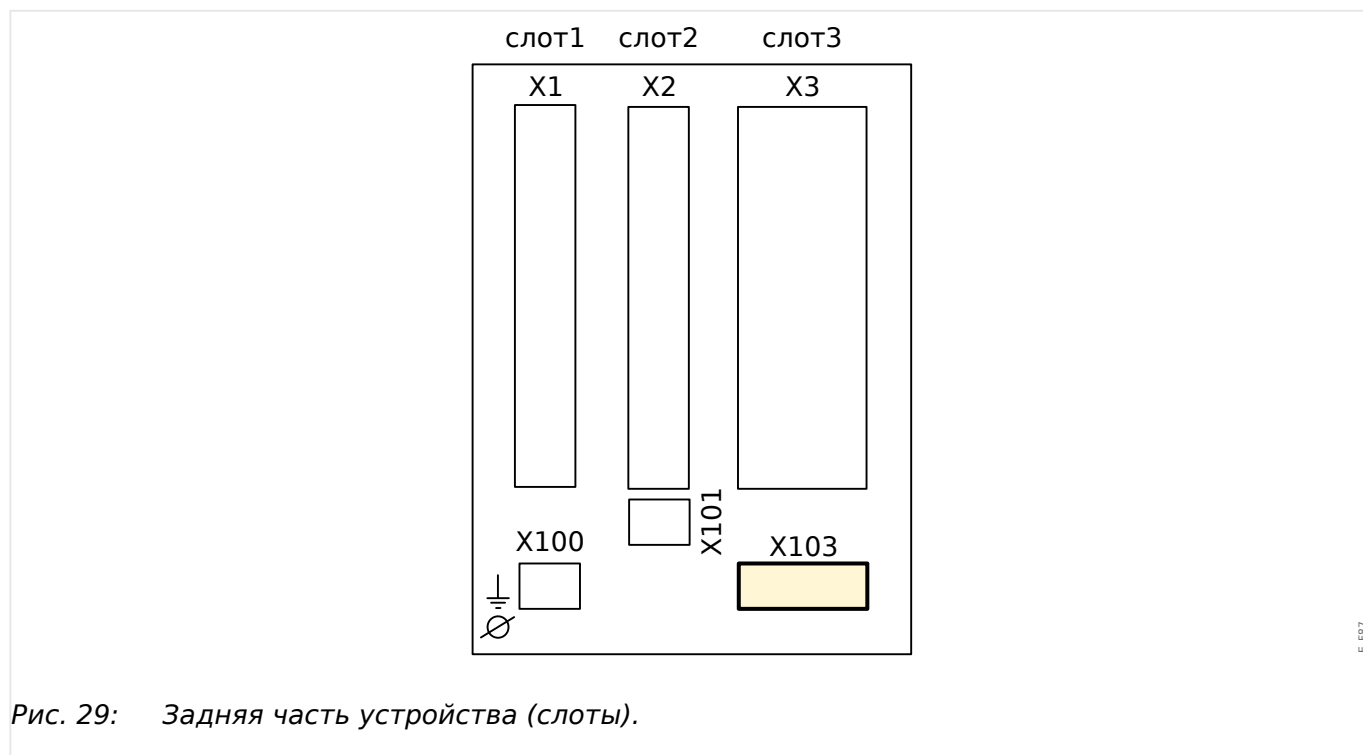 слот1 слот2 слот3
X1 X2 X3
X101
X100
X103
Рис. 29: Задняя часть устройства (слоты).